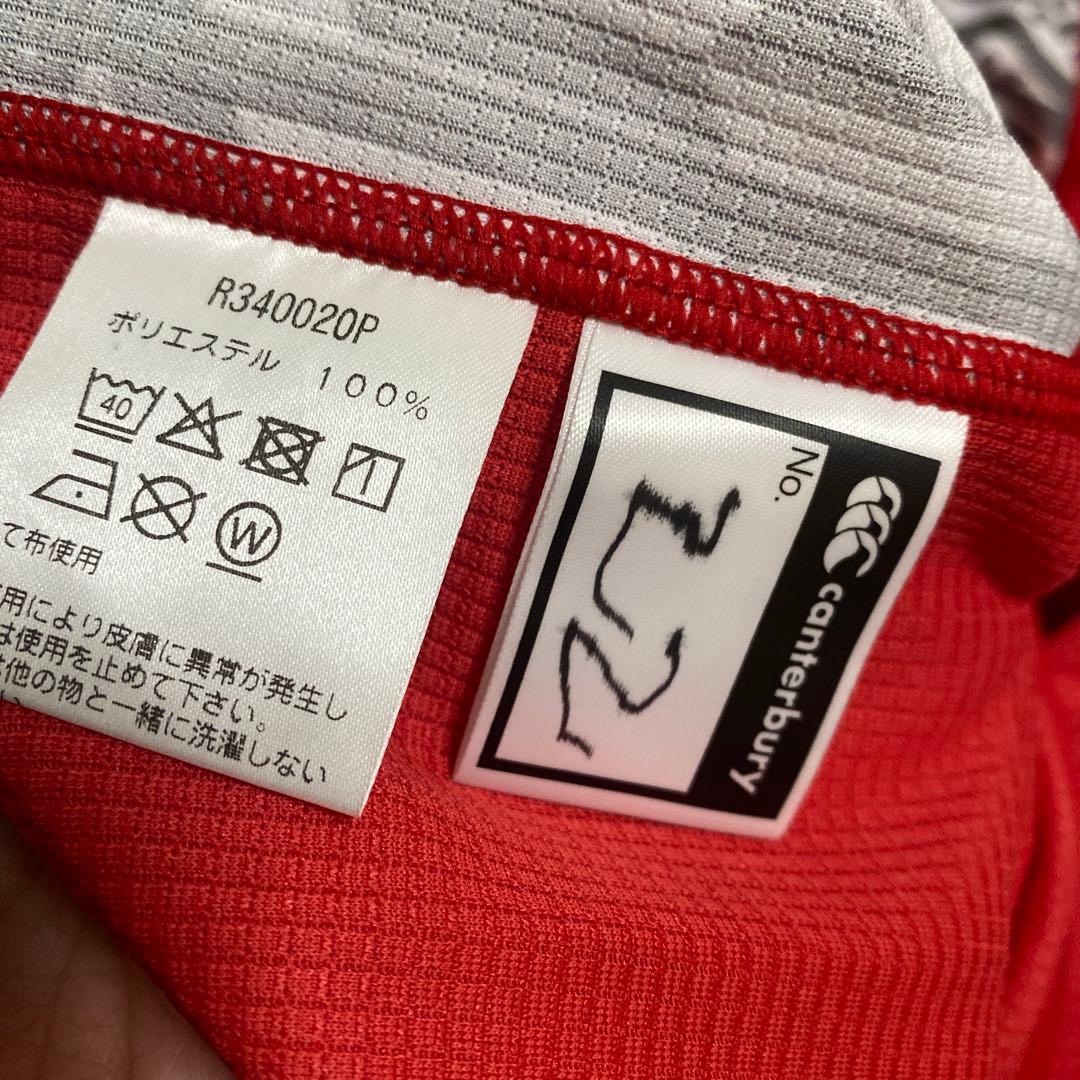 R340020P
ポリエステル 100%
40
W
て布使用
用により皮膚に異常が発生し
は使用を止めて下さい。
他の物と一緒に洗濯しない
No.
canterbury